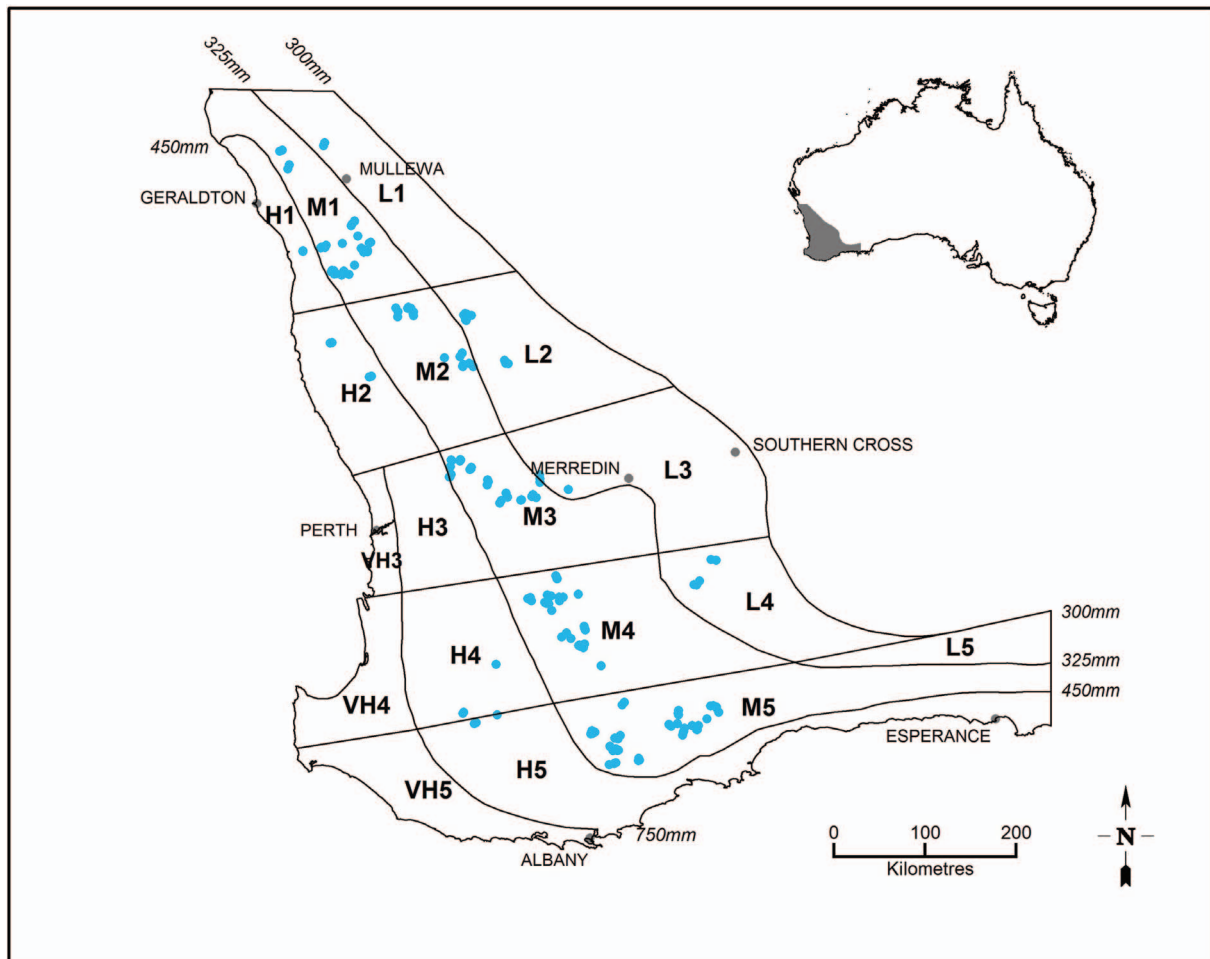 325mm
300mm
450mm
MULLEWA
GERALDTON
L1
M1
H1
L2
M2
H2
SOUTHERN CROSS
MERREDIN
L3
M3
H3
PERTH
VH3
L4
300mm
M4
L5
H4
325mm
450mm
VH4
M5
ESPERANCE
H5
VH5
750mm
ALBANY
0 100 200
Kilometres
N